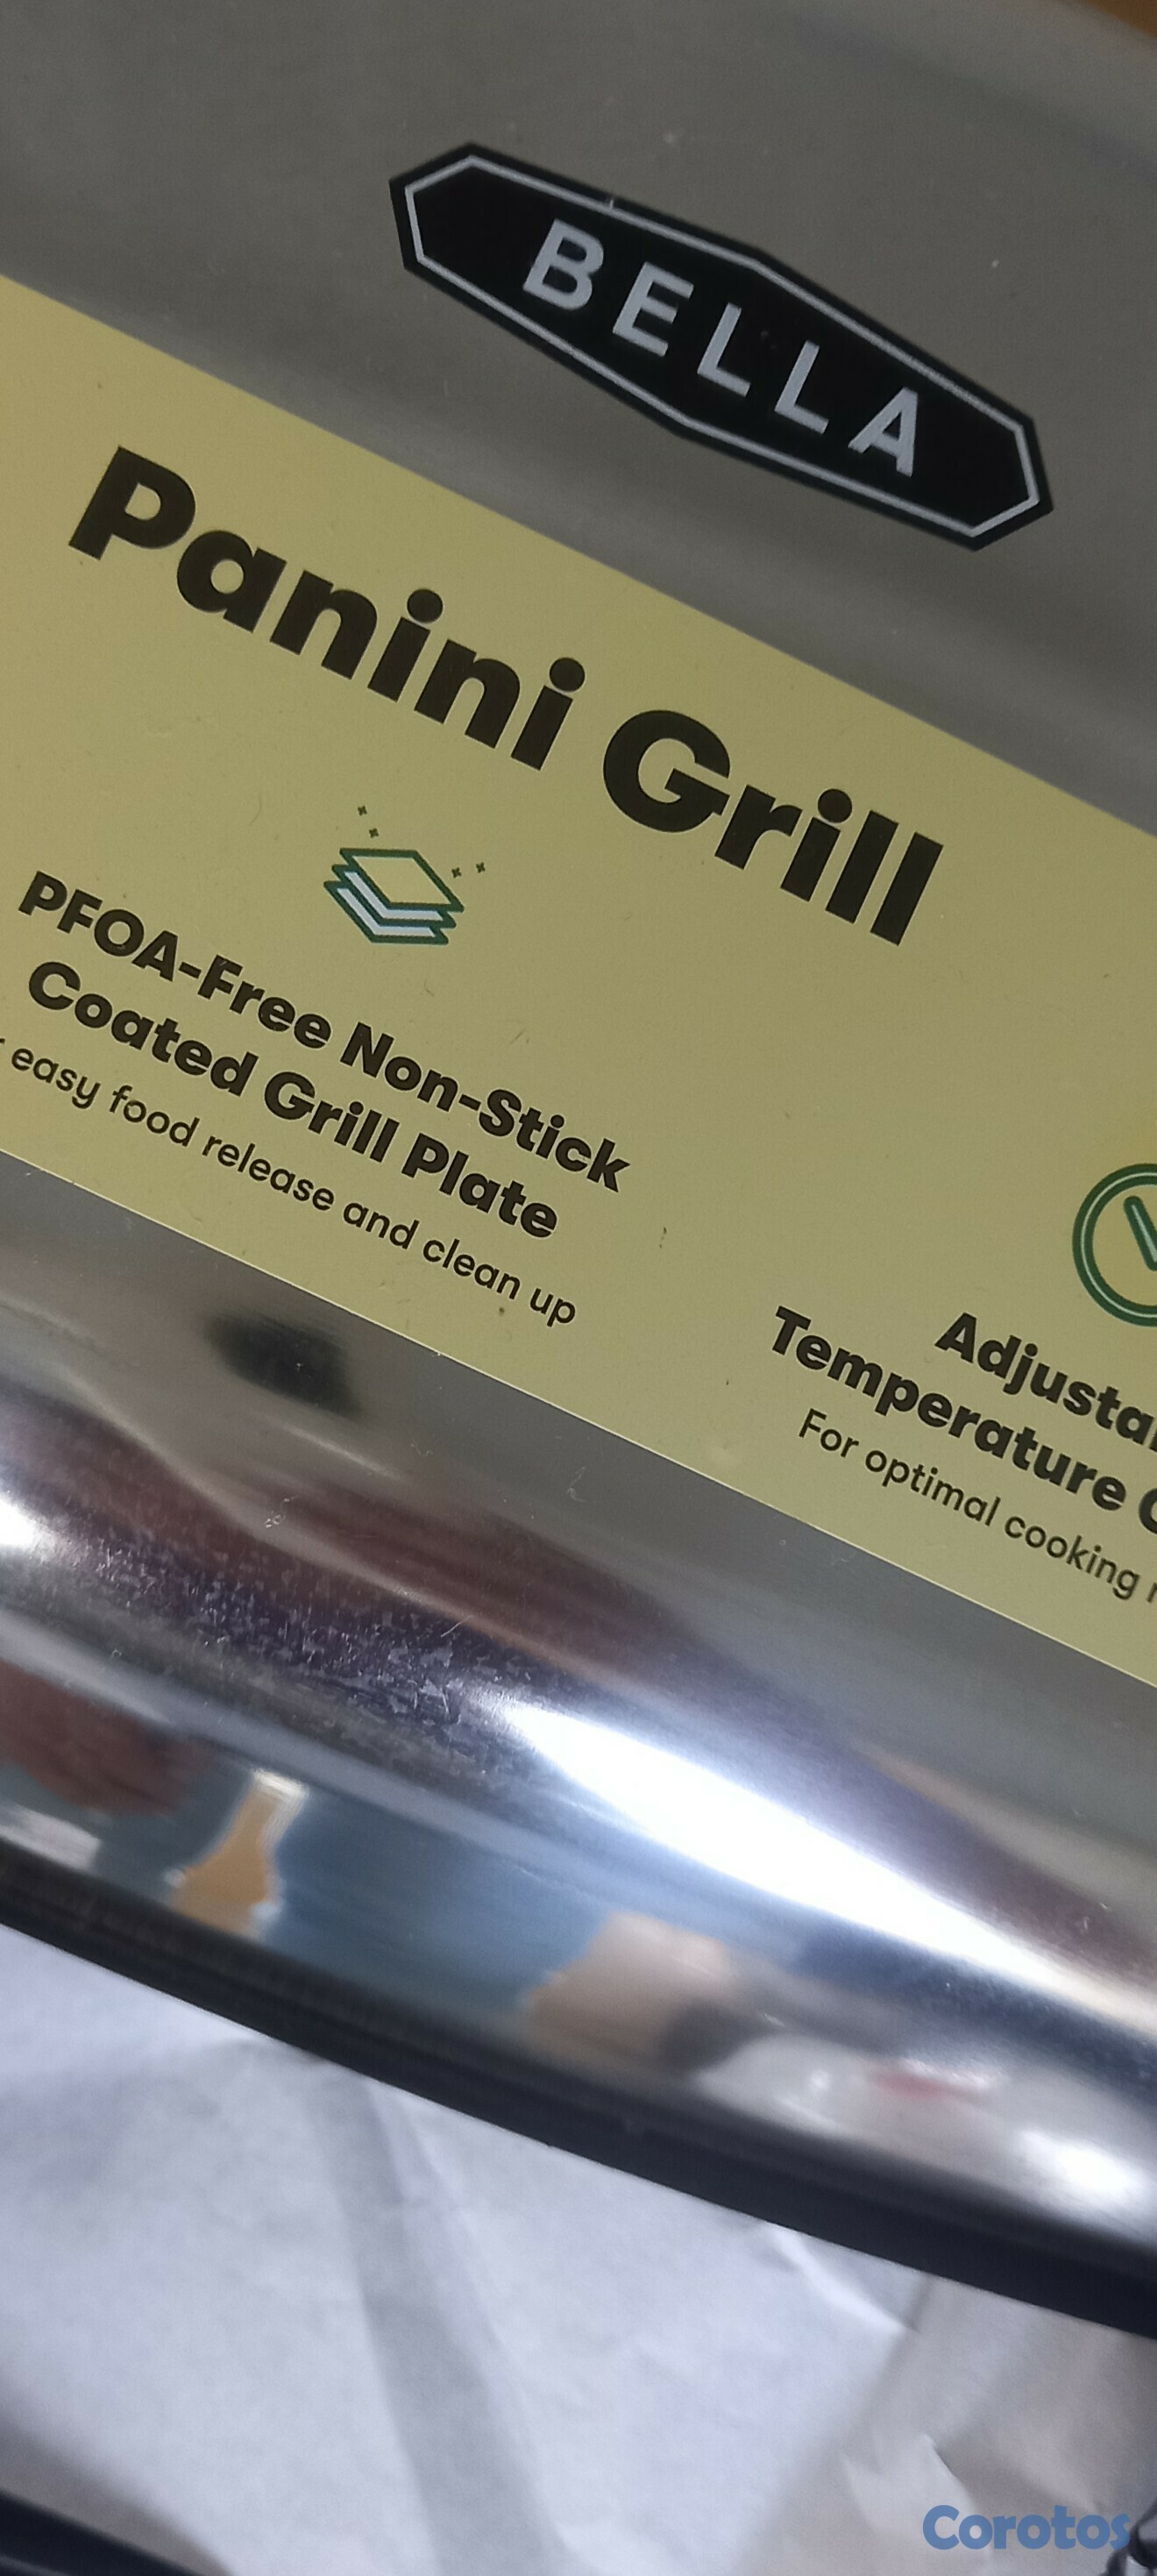 BELLA
Panini Grill
PFOA-Free Non-Stick
Coated Grill Plate
easy food release and clean up
Temperature
For optimal cooking
Corotos